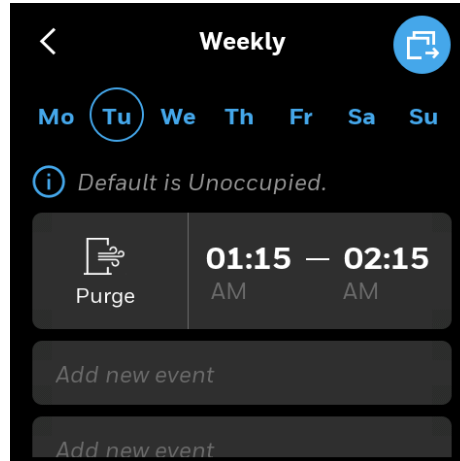 Weekly
Mo Tu We Th Fr Sa Su
i Default is Unoccupied.
01:15 — 02:15
Purge AM AM
Add new event
Add new event